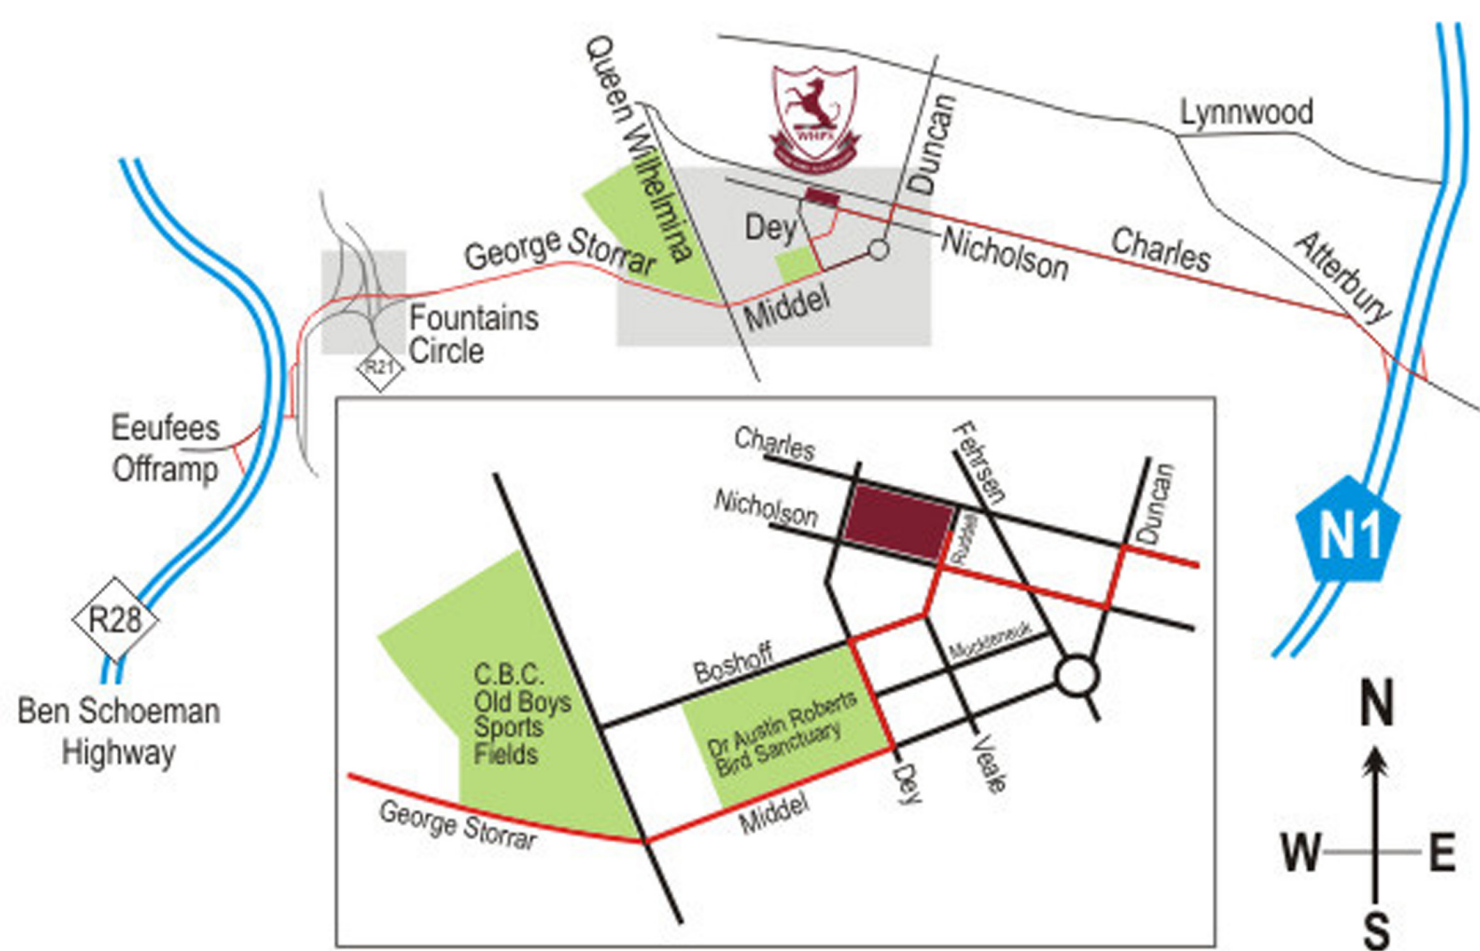 Queen Wilhelmina
WHPS
Duncan
Lynnwood
Dey
George Storrar
Nicholson
Charles
Atterbury
Middel
Fountains
Circle
R21
Eeufees
Offramp
R28
Ben Schoeman
Highway
N1
Charles
Fehrsen
Nicholson
Ruddell
Duncan
Boshoff
Muckleneuk
C.B.C.
Old Boys
Sports
Fields
Dr Austin Roberts
Bird Sanctuary
Veale
Dey
Middel
George Storrar
N
W E
S